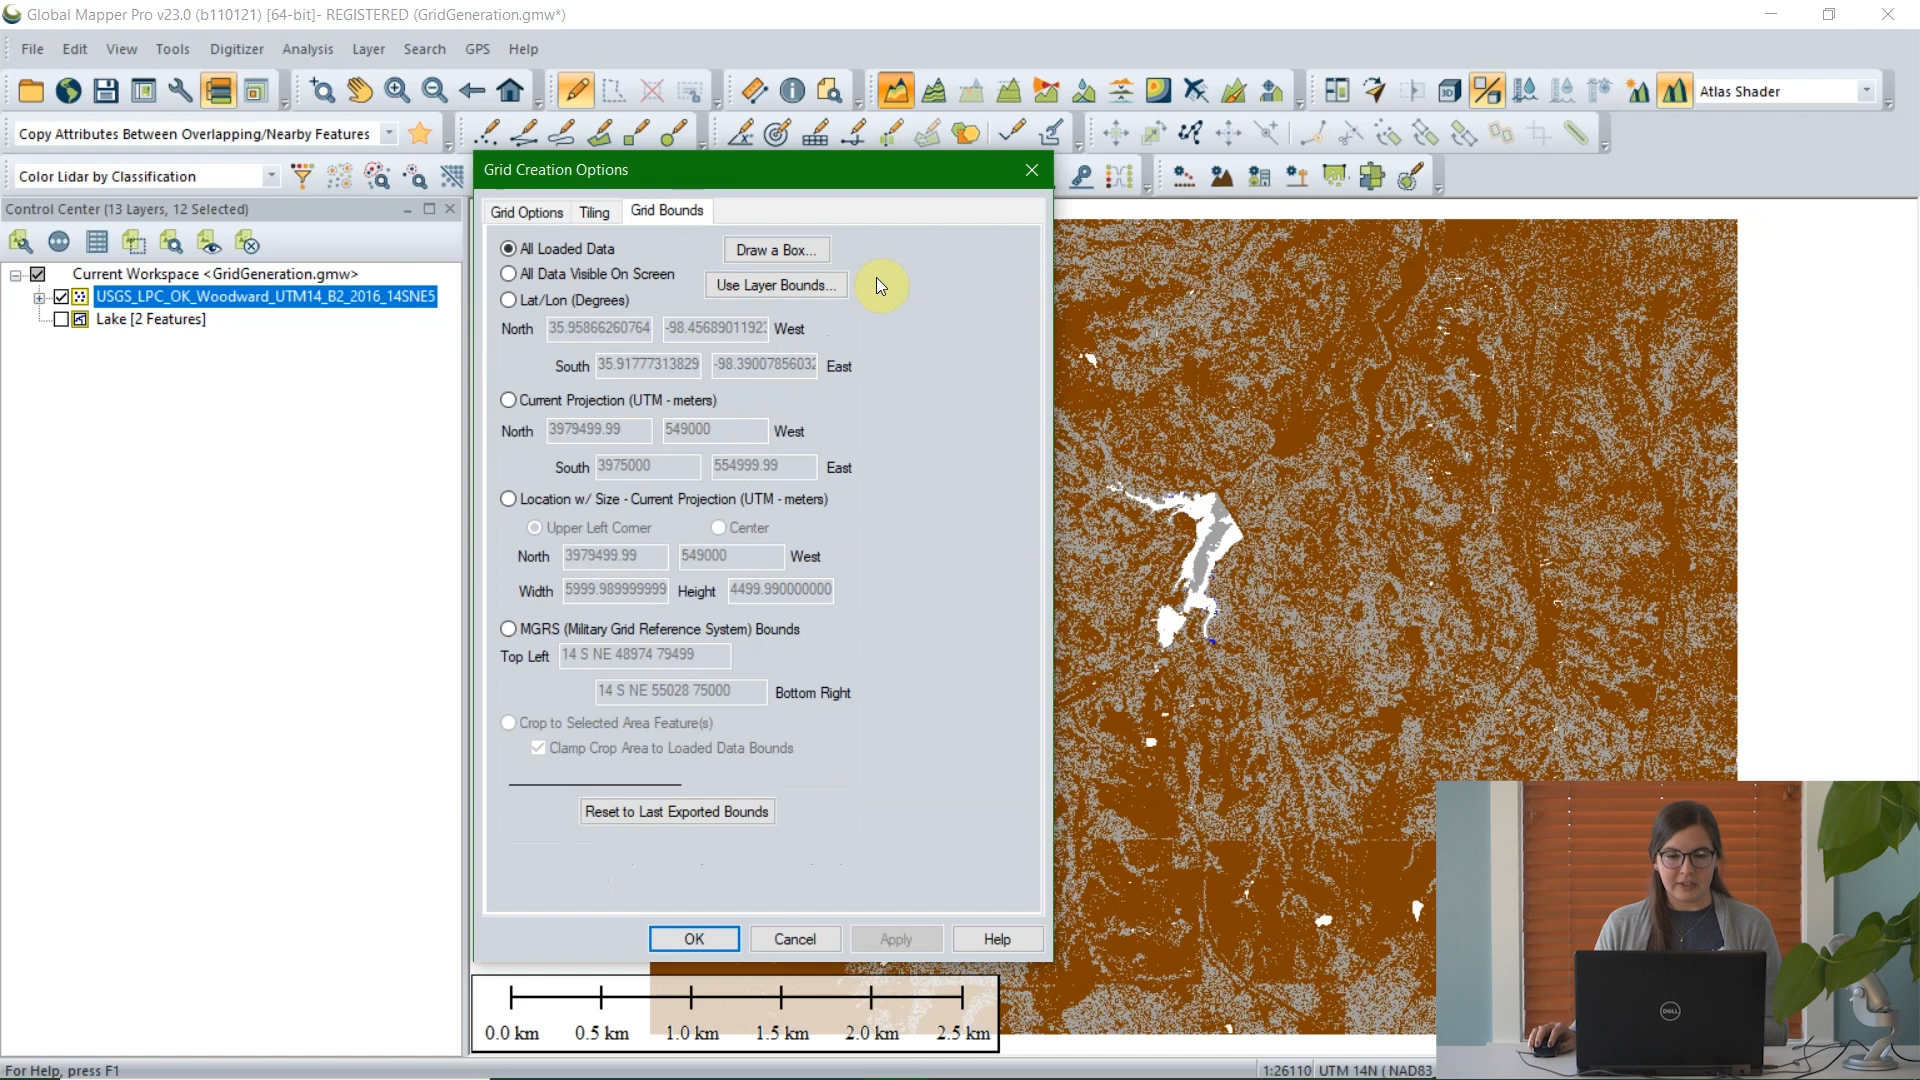 Global Mapper Pro v23.0 (b110121) [64-bit]- REGISTERED (GridGeneration.gmw*)
File Edit View Tools Digitizer Analysis Layer Search GPS Help
Atlas Shader
Copy Attributes Between Overlapping/Nearby Features
Color Lidar by Classification
Control Center (13 Layers, 12 Selected)
Current Workspace <GridGeneration.gmw>
USGS_LPC_OK_Woodward_UTM14_B2_2016_14SNE5
Lake [2 Features]
Grid Creation Options
Grid Options Tiling Grid Bounds
All Loaded Data Draw a Box...
All Data Visible On Screen Use Layer Bounds...
Lat/Lon (Degrees)
North 35.95866260764 West
South 35.91777313829 East
Current Projection (UTM - meters)
North 3979499.99 549000 West
South 3975000 554999.99 East
Location w/ Size - Current Projection (UTM - meters)
Upper Left Corner Center
North 3979499.99 549000 West
Width 5999.989999999 Height 4499.990000000
MGRS (Military Grid Reference System) Bounds
Top Left 14 S NE 48974 79499
14 S NE 55028 75000 Bottom Right
Crop to Selected Area Feature(s)
Clamp Crop Area to Loaded Data Bounds
Reset to Last Exported Bounds
OK Cancel Apply Help
0.0 km 0.5 km 1.0 km 1.5 km 2.0 km 2.5 km
For Help, press F1
1:26110 UTM 14N ( NAD83
DELL